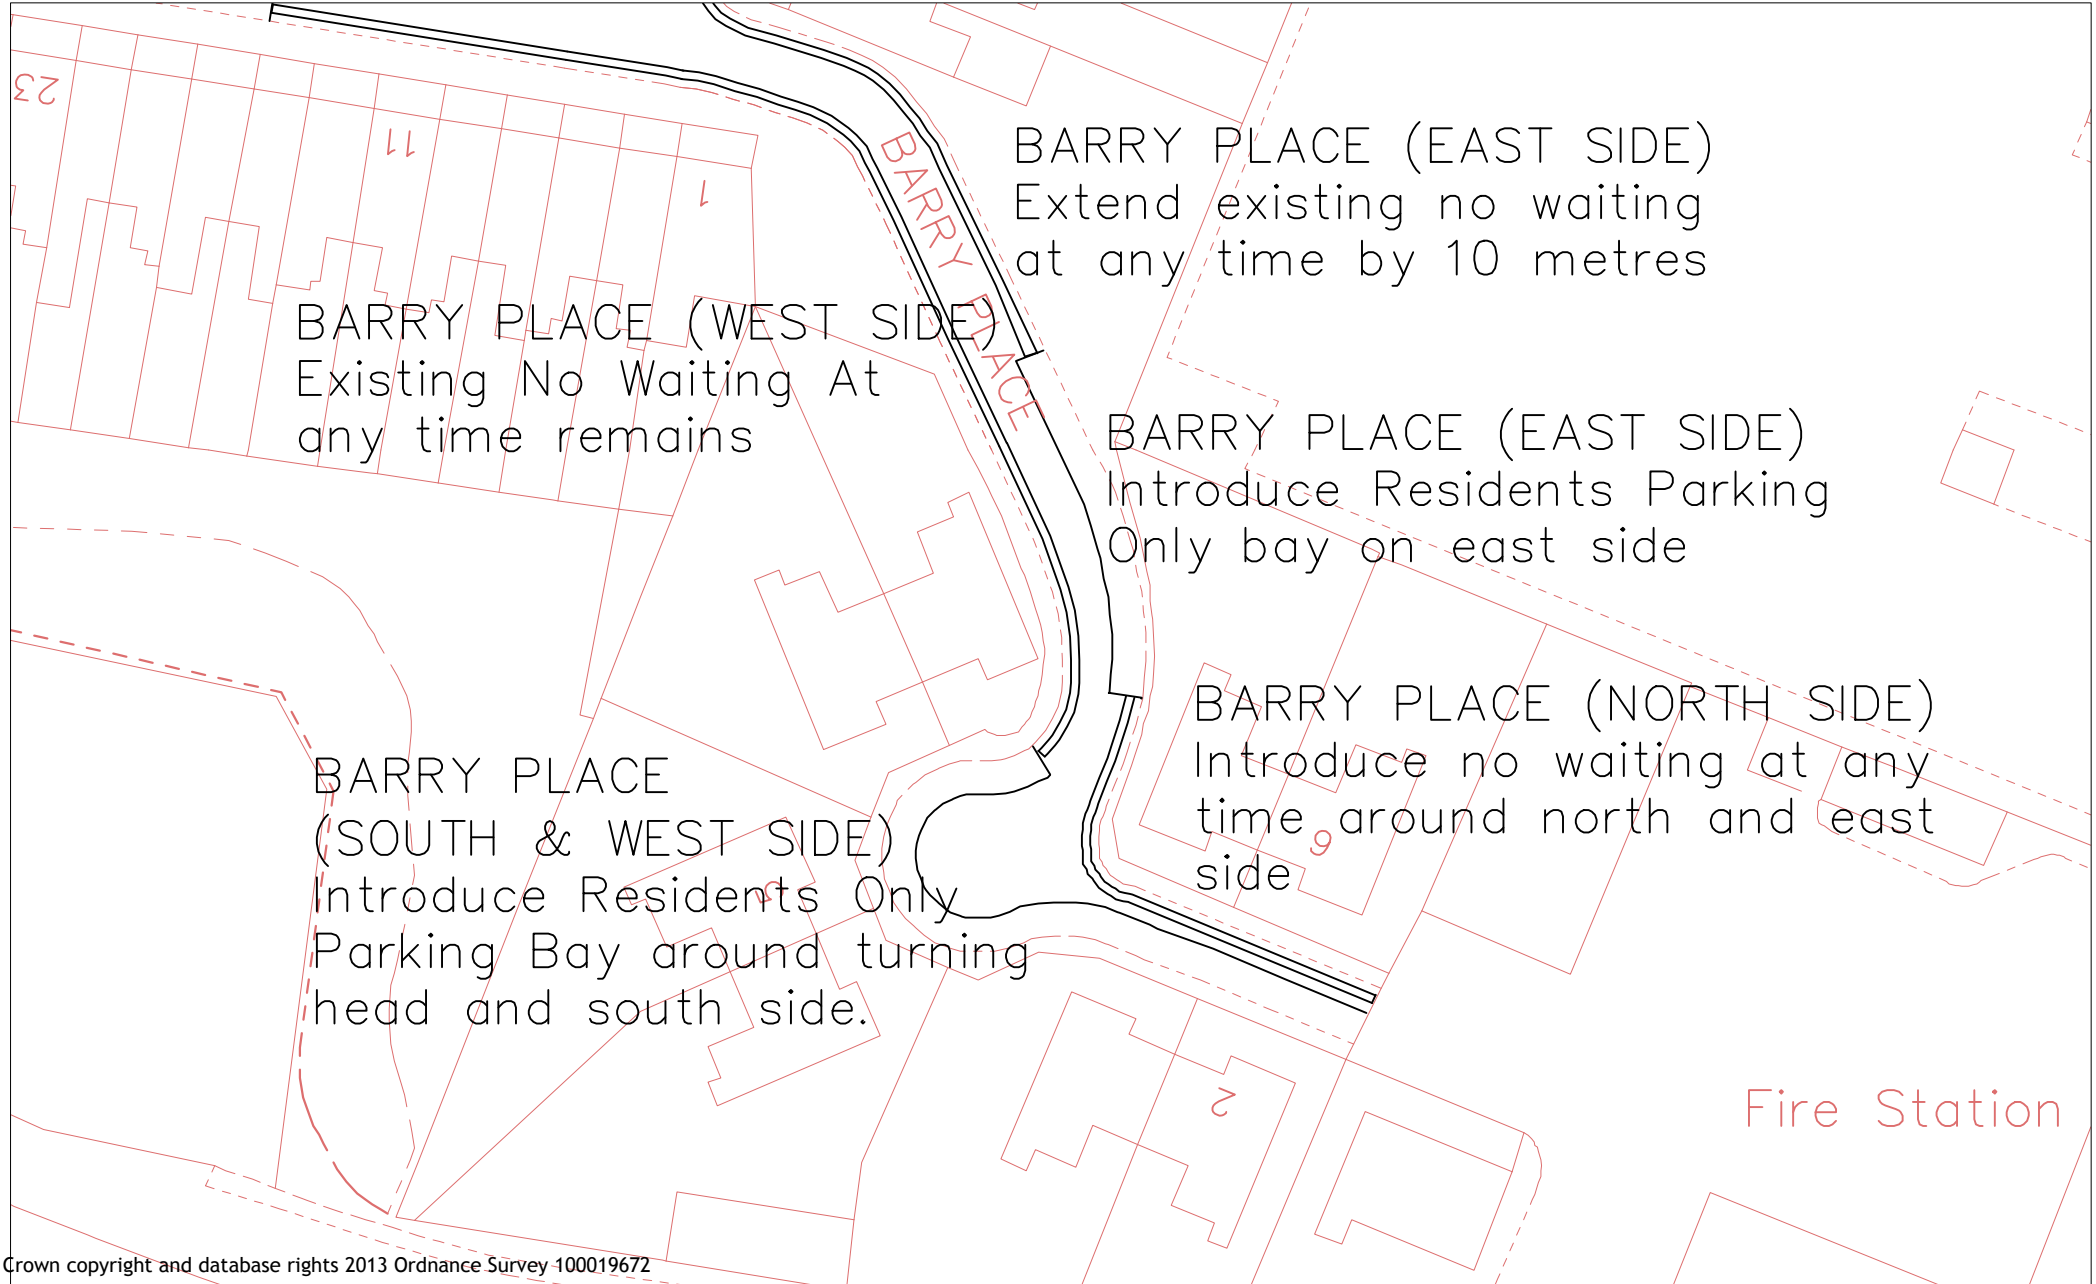 23
11
1
BARRY PLACE
BARRY PLACE (EAST SIDE)
Extend existing no waiting
at any time by 10 metres
BARRY PLACE (WEST SIDE)
Existing No Waiting At
any time remains
BARRY PLACE (EAST SIDE)
Introduce Residents Parking
Only bay on east side
BARRY PLACE (NORTH SIDE)
Introduce no waiting at any
time around north and east
side
6
BARRY PLACE
(SOUTH & WEST SIDE)
Introduce Residents Only
Parking Bay around turning
head and south side.
5
2
Fire Station
Crown copyright and database rights 2013 Ordnance Survey 100019672